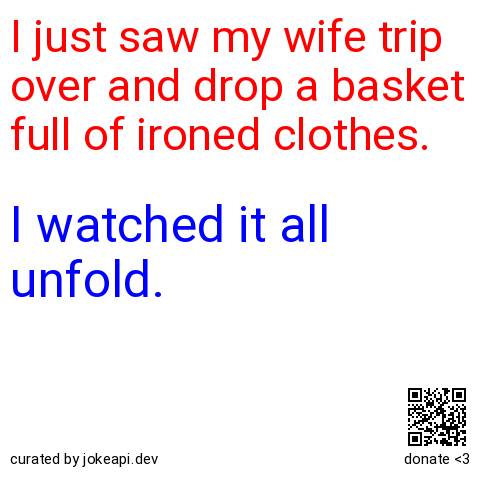 I just saw my wife trip
over and drop a basket
full of ironed clothes.
I watched it all
unfold.
curated by jokeapi.dev
donate <3